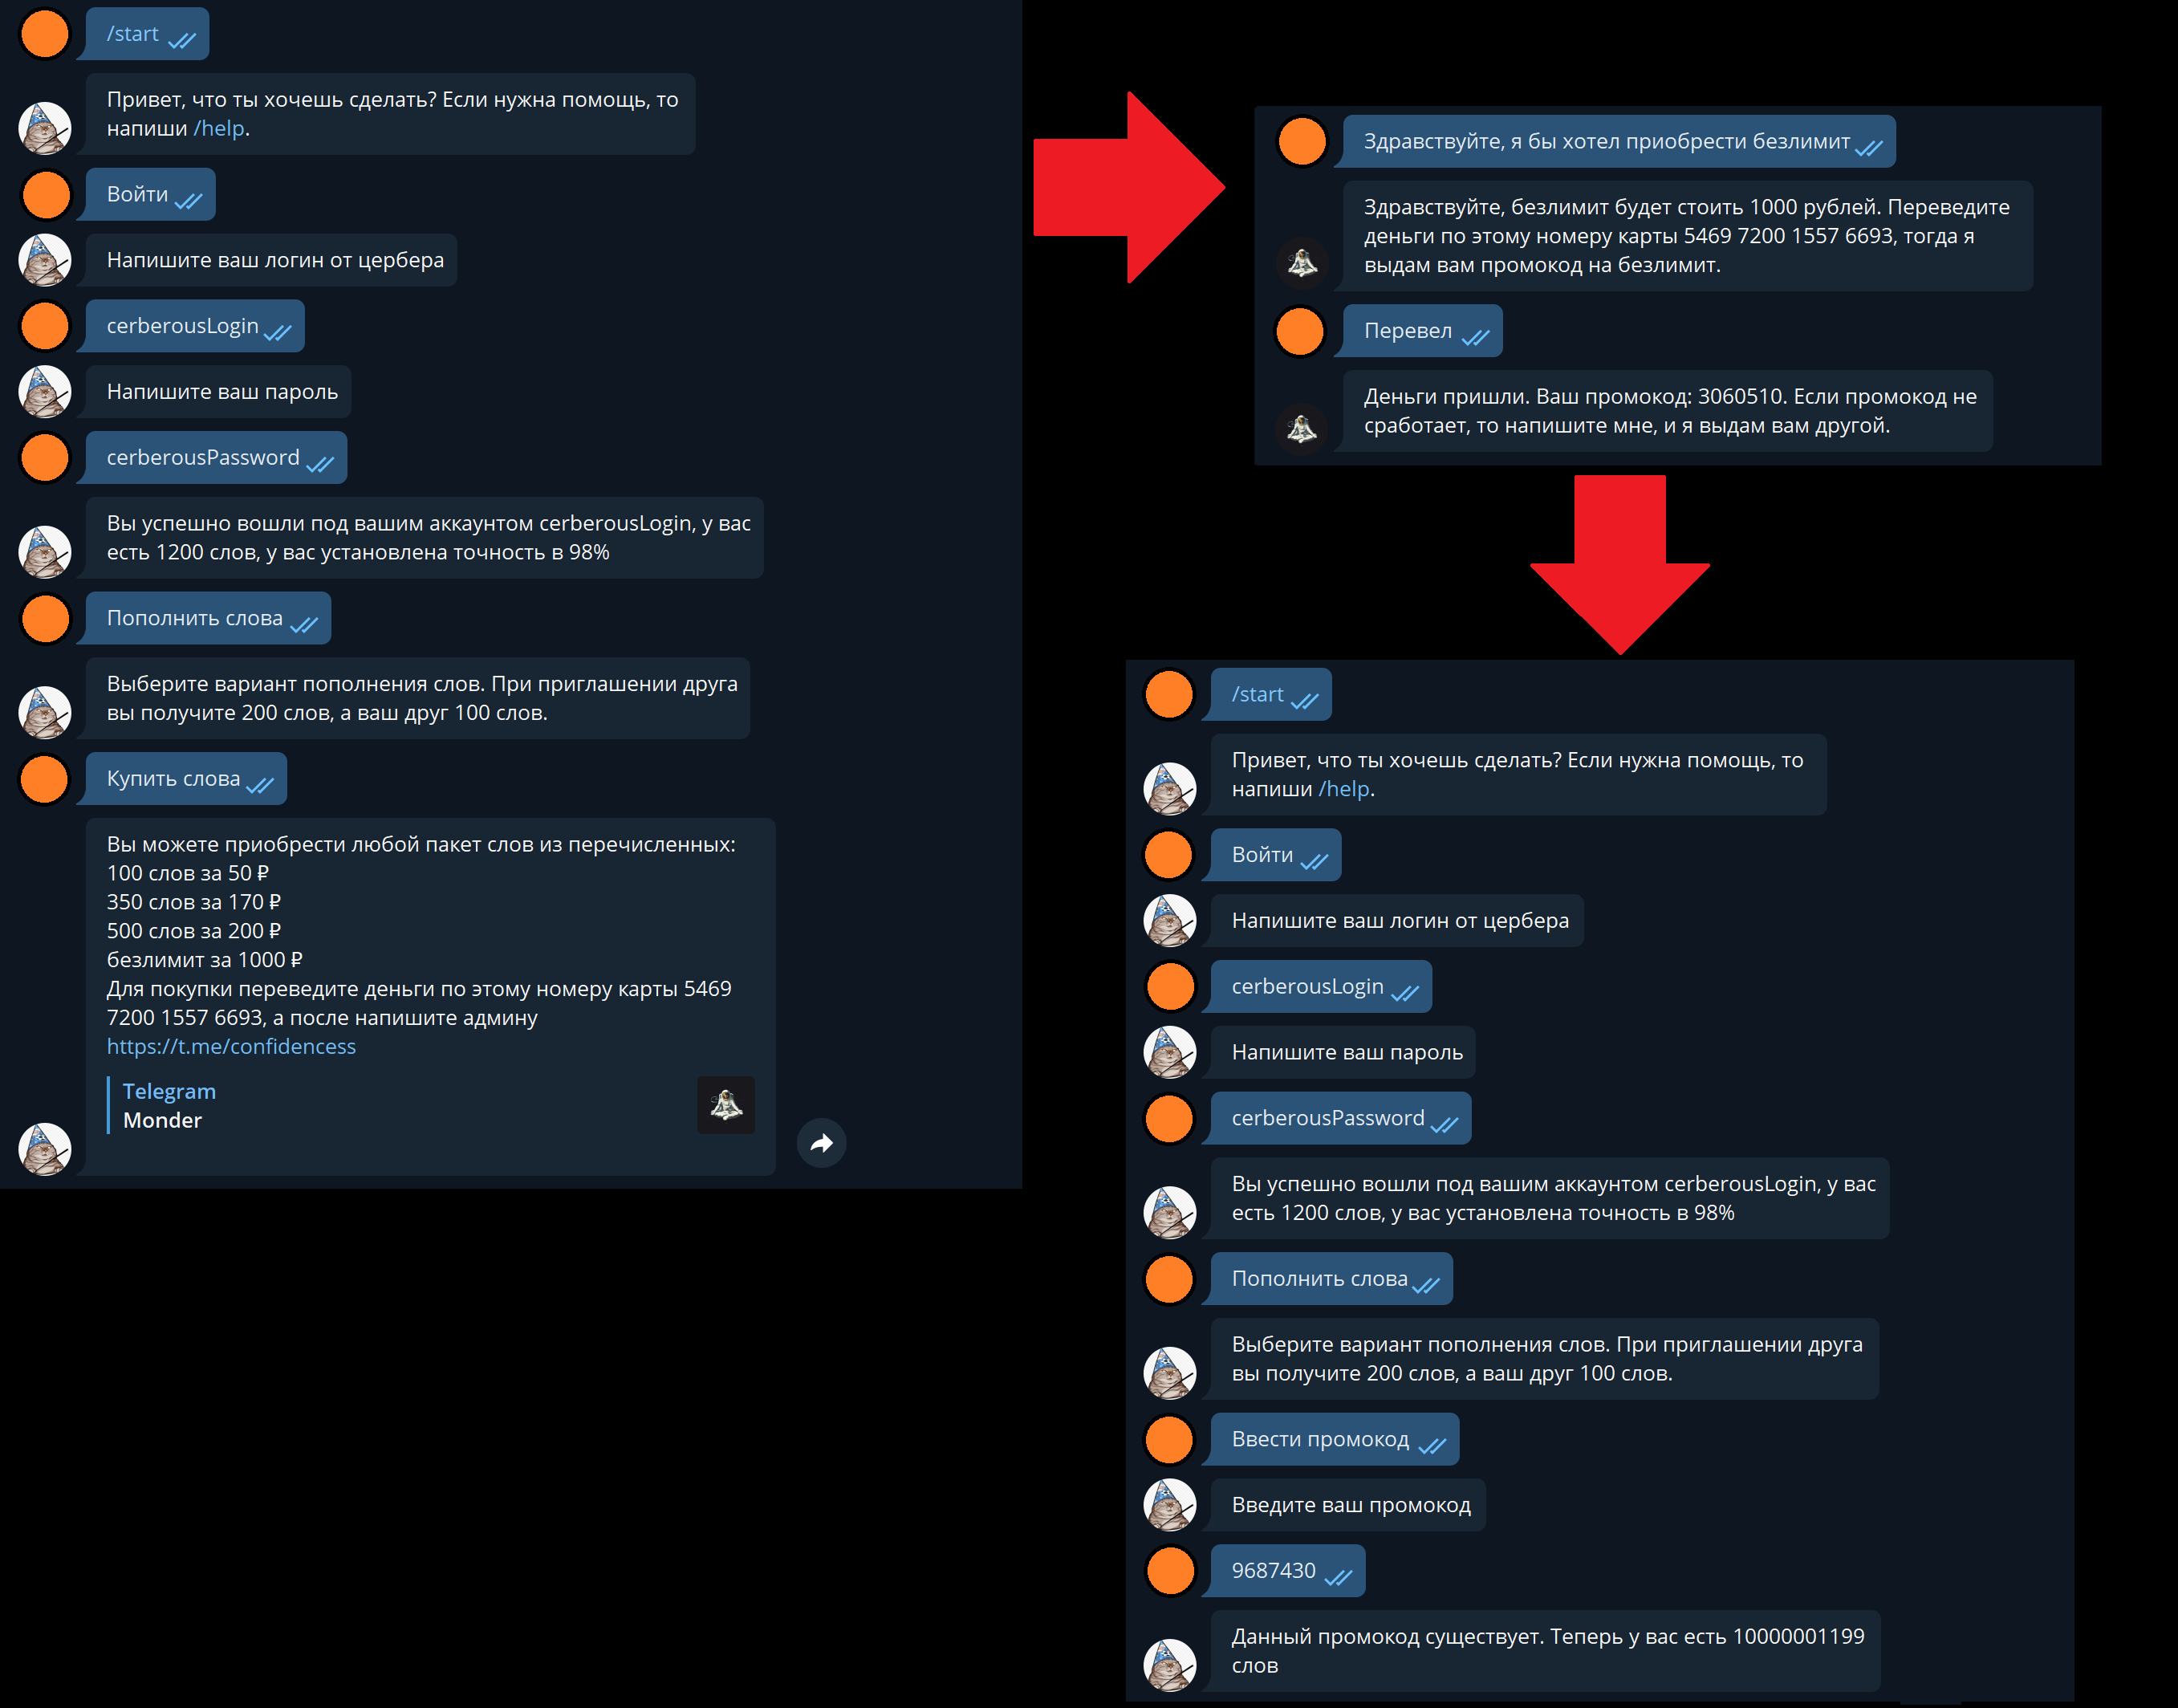 /start
Привет, что ты хочешь сделать? Если нужна помощь, то
напиши /help.
Войти
Напишите ваш логин от цербера
cerberousLogin
Напишите ваш пароль
cerberousPassword
Вы успешно вошли под вашим аккаунтом cerberousLogin, у вас
есть 1200 слов, у вас установлена точность в 98%
Пополнить слова
Выберите вариант пополнения слов. При приглашении друга
вы получите 200 слов, а ваш друг 100 слов.
Купить слова
Вы можете приобрести любой пакет слов из перечисленных:
100 слов за 50 ₽
350 слов за 170 ₽
500 слов за 200 ₽
безлимит за 1000 ₽
Для покупки переведите деньги по этому номеру карты 5469
7200 1557 6693, а после напишите админу
https://t.me/confidencess
Telegram
Monder
Здравствуйте, я бы хотел приобрести безлимит
Здравствуйте, безлимит будет стоить 1000 рублей. Переведите
деньги по этому номеру карты 5469 7200 1557 6693, тогда я
выдам вам промокод на безлимит.
Перевел
Деньги пришли. Ваш промокод: 3060510. Если промокод не
сработает, то напишите мне, и я выдам вам другой.
/start
Привет, что ты хочешь сделать? Если нужна помощь, то
напиши /help.
Войти
Напишите ваш логин от цербера
cerberousLogin
Напишите ваш пароль
cerberousPassword
Вы успешно вошли под вашим аккаунтом cerberousLogin, у вас
есть 1200 слов, у вас установлена точность в 98%
Пополнить слова
Выберите вариант пополнения слов. При приглашении друга
вы получите 200 слов, а ваш друг 100 слов.
Ввести промокод
Введите ваш промокод
9687430
Данный промокод существует. Теперь у вас есть 10000001199
слов